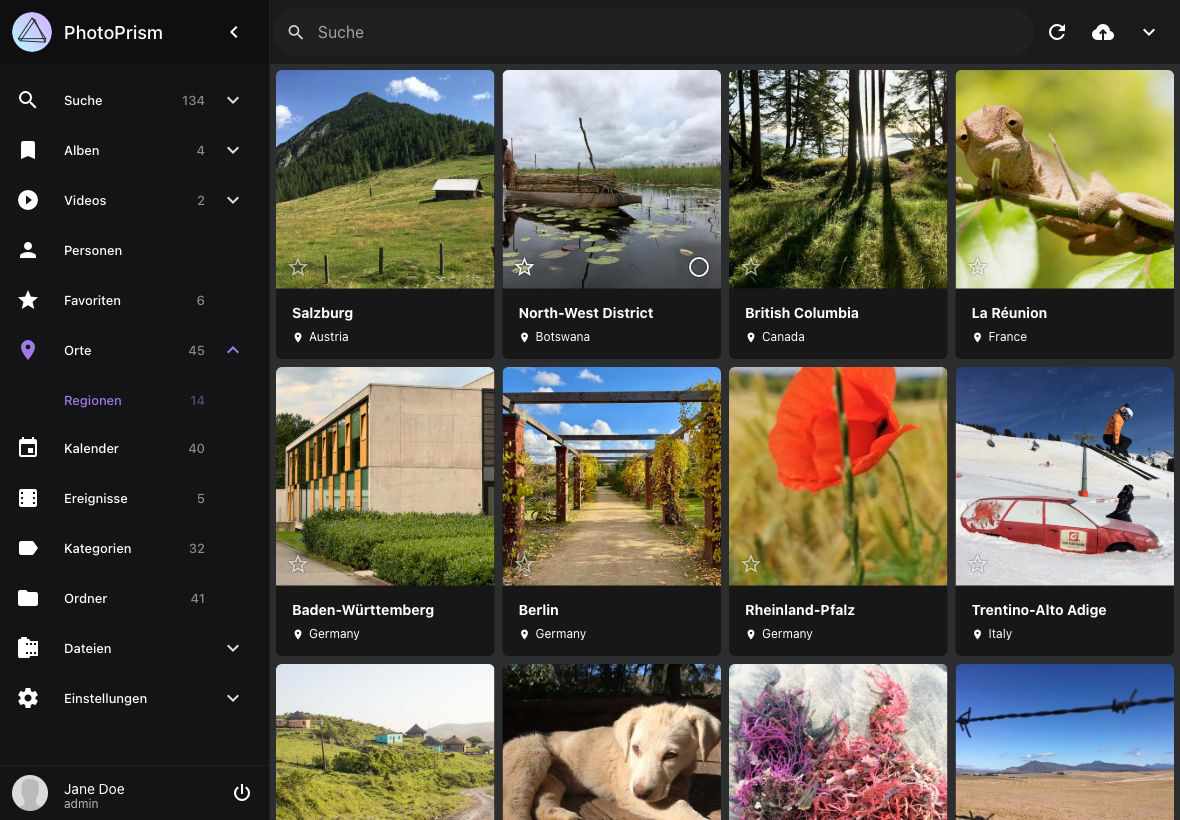 PhotoPrism
Suche
Suche 134
Alben 4
Videos 2
Personen
Favoriten 6
Orte 45
Regionen 14
Kalender 40
Ereignisse 5
Kategorien 32
Ordner 41
Dateien
Einstellungen
Jane Doe
admin
Salzburg
Austria
North-West District
Botswana
British Columbia
Canada
La Réunion
France
Baden-Württemberg
Germany
Berlin
Germany
Rheinland-Pfalz
Germany
Trentino-Alto Adige
Italy